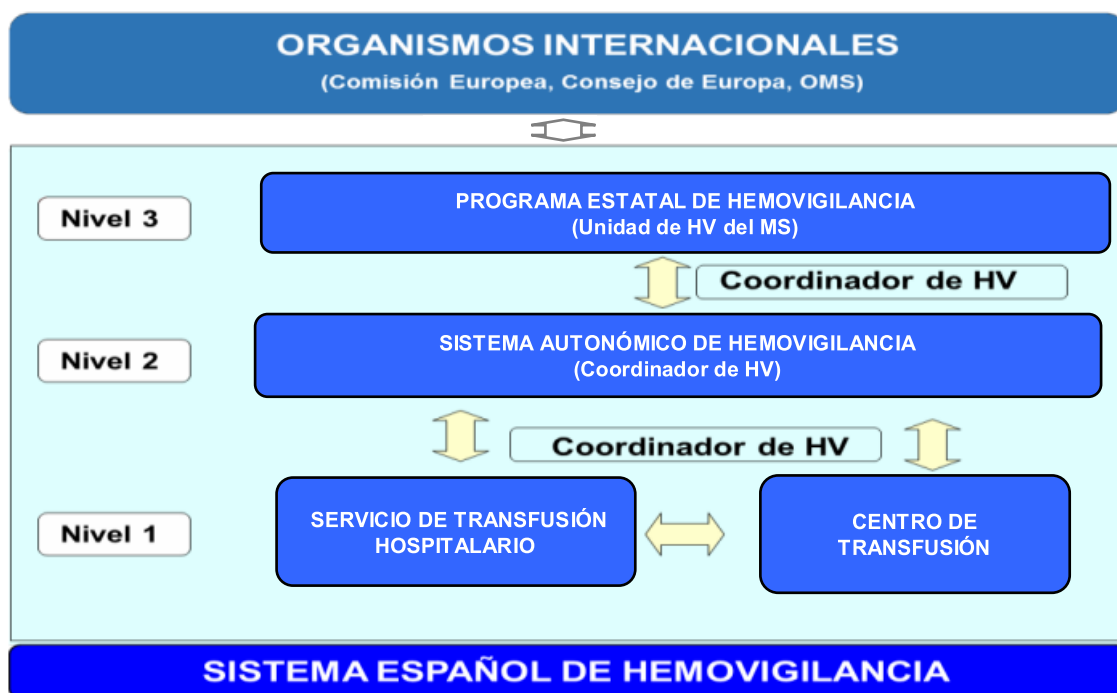 ORGANISMOS INTERNACIONALES
(Comisión Europea, Consejo de Europa, OMS)
Nivel 3
PROGRAMA ESTATAL DE HEMOVIGILANCIA
(Unidad de HV del MS)
Coordinador de HV
Nivel 2
SISTEMA AUTONÓMICO DE HEMOVIGILANCIA
(Coordinador de HV)
Coordinador de HV
Nivel 1
SERVICIO DE TRANSFUSIÓN
HOSPITALARIO
CENTRO DE
TRANSFUSIÓN
SISTEMA ESPAÑOL DE HEMOVIGILANCIA